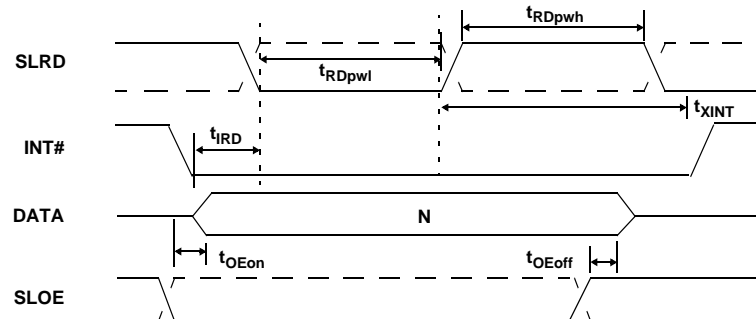 tRDpwh
SLRD
tRDpwl
tXINT
INT#
tIRD
DATA
N
tOEon
tOEoff
SLOE